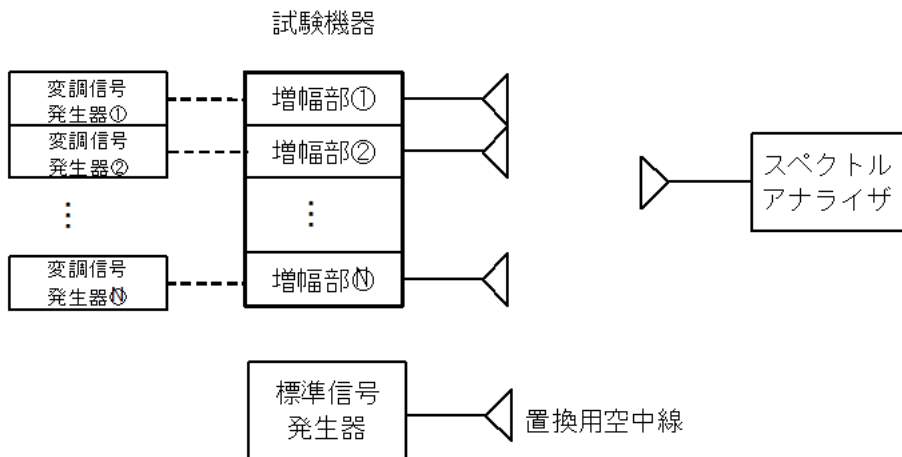 試験機器
変調信号
発生器①
増幅部①
変調信号
発生器②
増幅部②
スペクトル
アナライザ
⋮
⋮
変調信号
発生器Ⓝ
増幅部Ⓝ
標準信号
発生器
置換用空中線